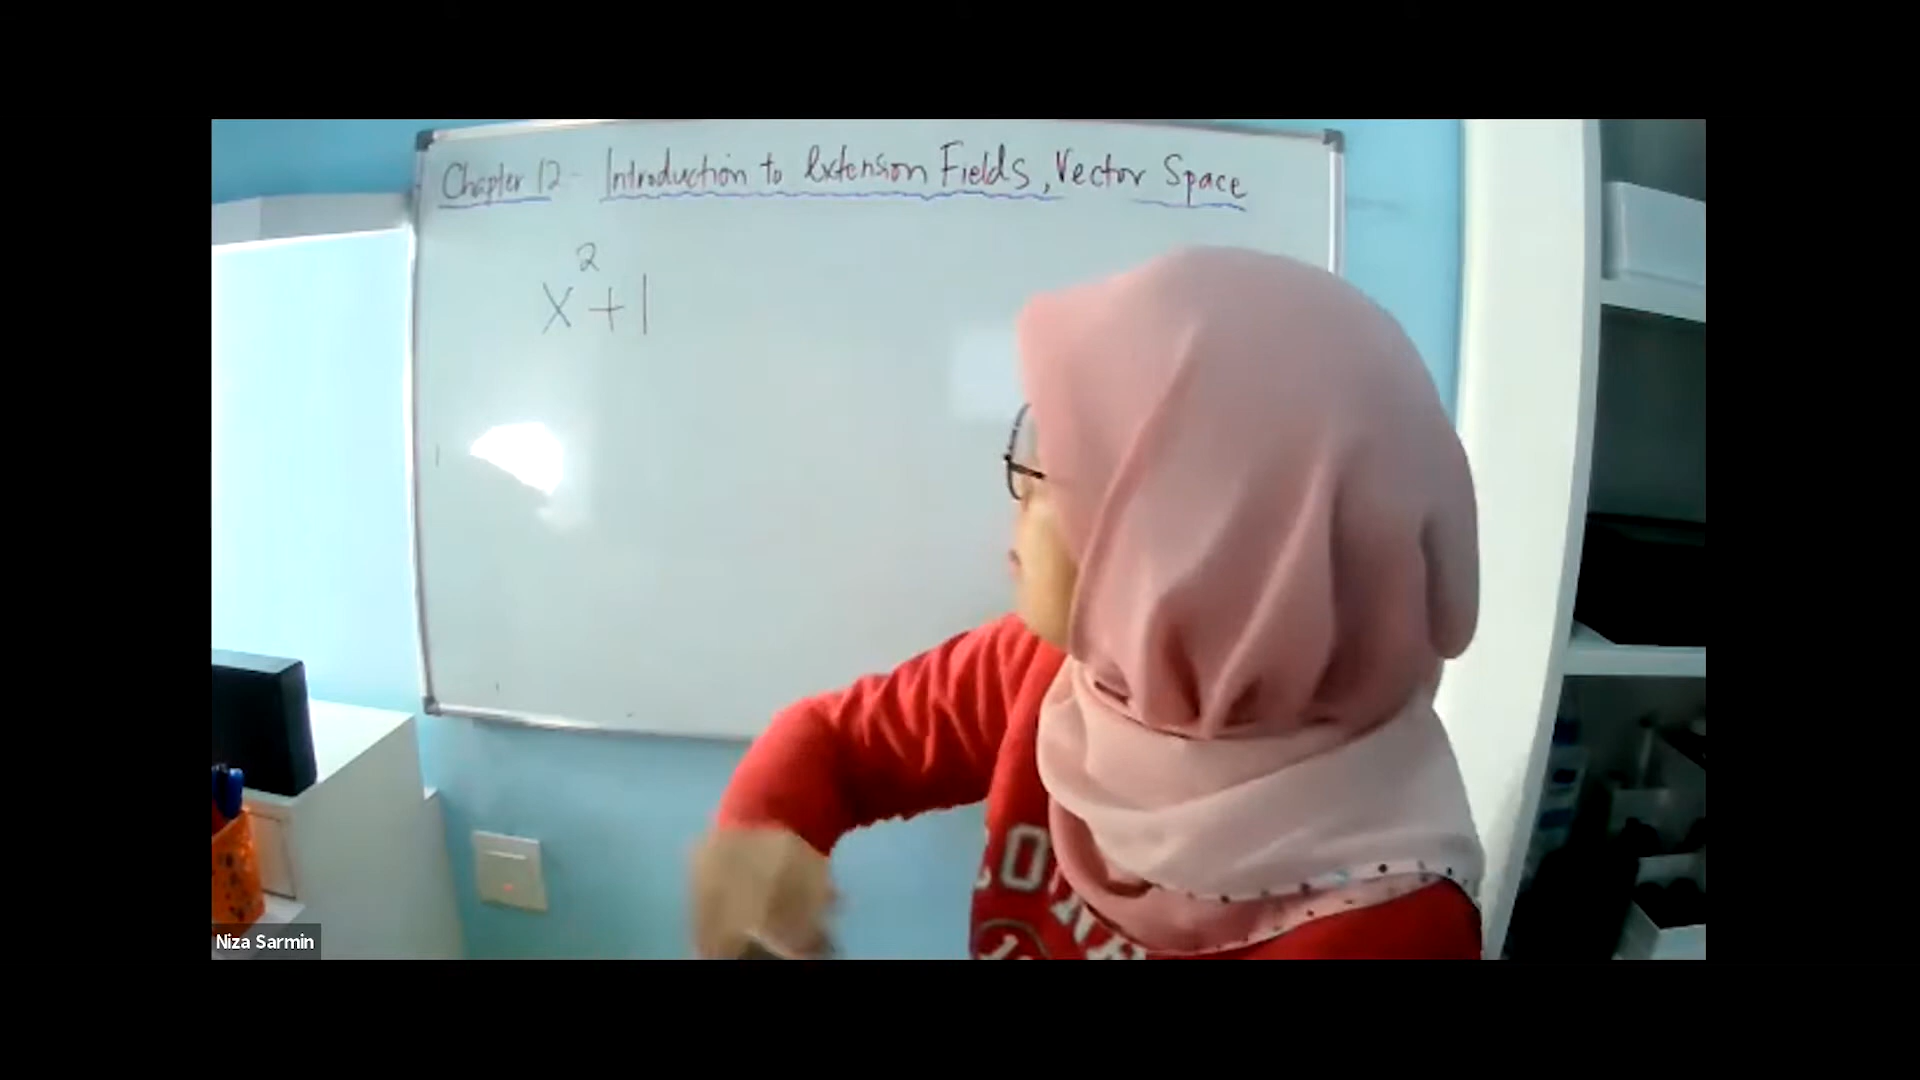 Chapter 12 - Introduction to Extension Fields, Vector Space
x²+1
Niza Sarmin